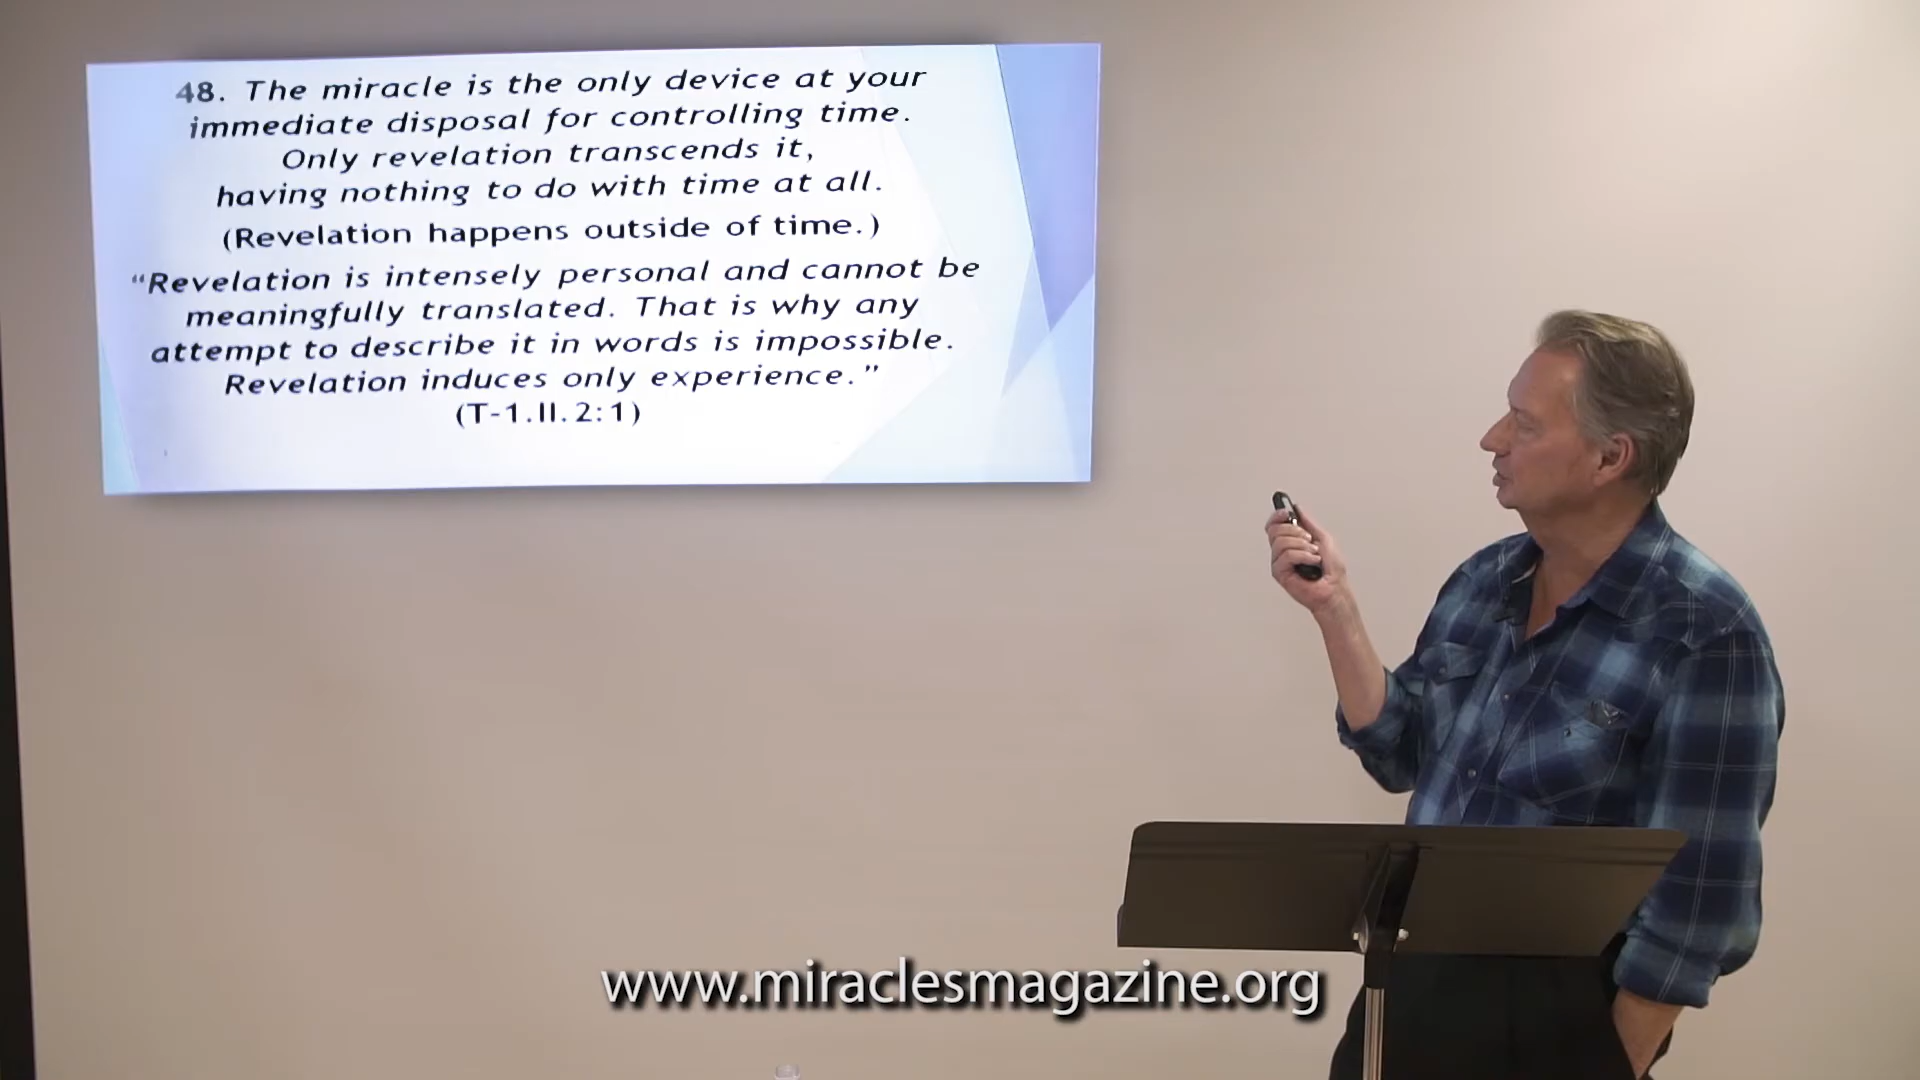 48. The miracle is the only device at your
immediate disposal for controlling time.
Only revelation transcends it,
having nothing to do with time at all.
(Revelation happens outside of time.)
“Revelation is intensely personal and cannot be
meaningfully translated. That is why any
attempt to describe it in words is impossible.
Revelation induces only experience.”
(T-1.II.2:1)
www.miraclesmagazine.org